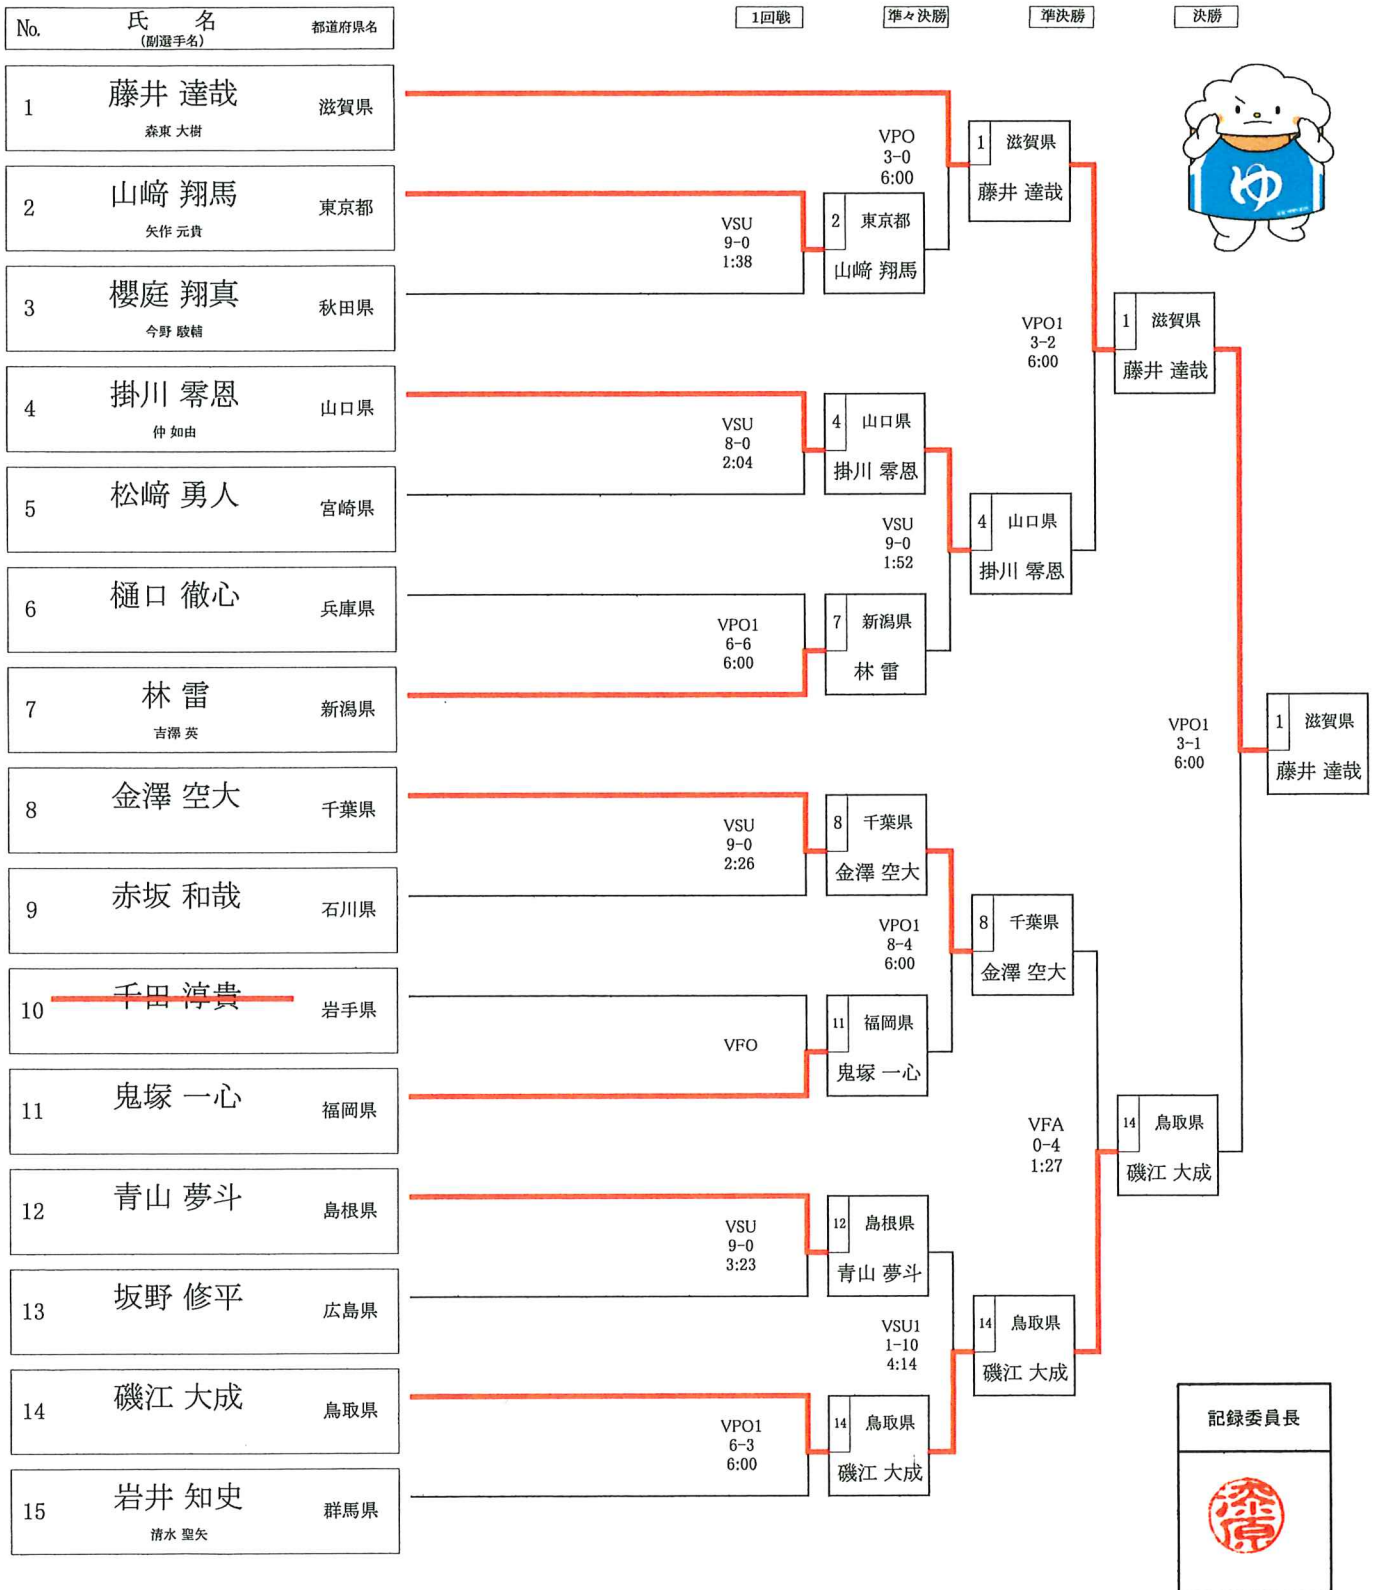 No. 氏 名 都道府県名
(副選手名)
1回戦 準々決勝 準決勝 決勝
1 藤井 達哉 滋賀県
森東 大樹
2 山﨑 翔馬 東京都
矢作 元貴
3 櫻庭 翔真 秋田県
今野 駿輔
4 掛川 零恩 山口県
仲 如由
5 松﨑 勇人 宮崎県
6 樋口 徹心 兵庫県
7 林 雷 新潟県
吉澤 英
8 金澤 空大 千葉県
9 赤坂 和哉 石川県
10 千田 淳貴 岩手県
11 鬼塚 一心 福岡県
12 青山 夢斗 島根県
13 坂野 修平 広島県
14 磯江 大成 鳥取県
15 岩井 知史 群馬県
清水 聖矢
VSU
9-0
1:38
VSU
8-0
2:04
VPO1
6-6
6:00
VSU
9-0
2:26
VFO
VSU
9-0
3:23
VPO1
6-3
6:00
2 東京都
山﨑 翔馬
4 山口県
掛川 零恩
7 新潟県
林 雷
8 千葉県
金澤 空大
11 福岡県
鬼塚 一心
12 島根県
青山 夢斗
14 鳥取県
磯江 大成
VPO
3-0
6:00
VSU
9-0
1:52
VPO1
8-4
6:00
VSU1
1-10
4:14
1 滋賀県
藤井 達哉
4 山口県
掛川 零恩
8 千葉県
金澤 空大
14 鳥取県
磯江 大成
VPO1
3-2
6:00
VFA
0-4
1:27
1 滋賀県
藤井 達哉
14 鳥取県
磯江 大成
VPO1
3-1
6:00
1 滋賀県
藤井 達哉
ゆ
記録委員長
漆原